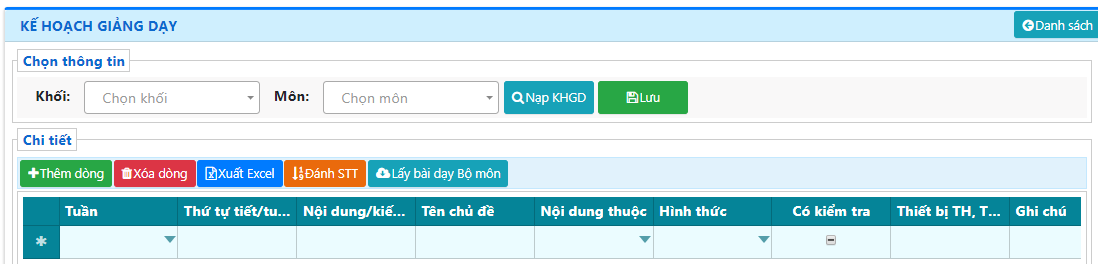 KẾ HOẠCH GIẢNG DẠY
Danh sách
Chọn thông tin
Khối: Chọn khối Môn: Chọn môn Nạp KHGD Lưu
Chi tiết
Thêm dòng Xóa dòng Xuất Excel Đánh STT Lấy bài dạy Bộ môn
Tuần Thứ tự tiết/tu... Nội dung/kiế... Tên chủ đề Nội dung thuộc Hình thức Có kiểm tra Thiết bị TH, T... Ghi chú